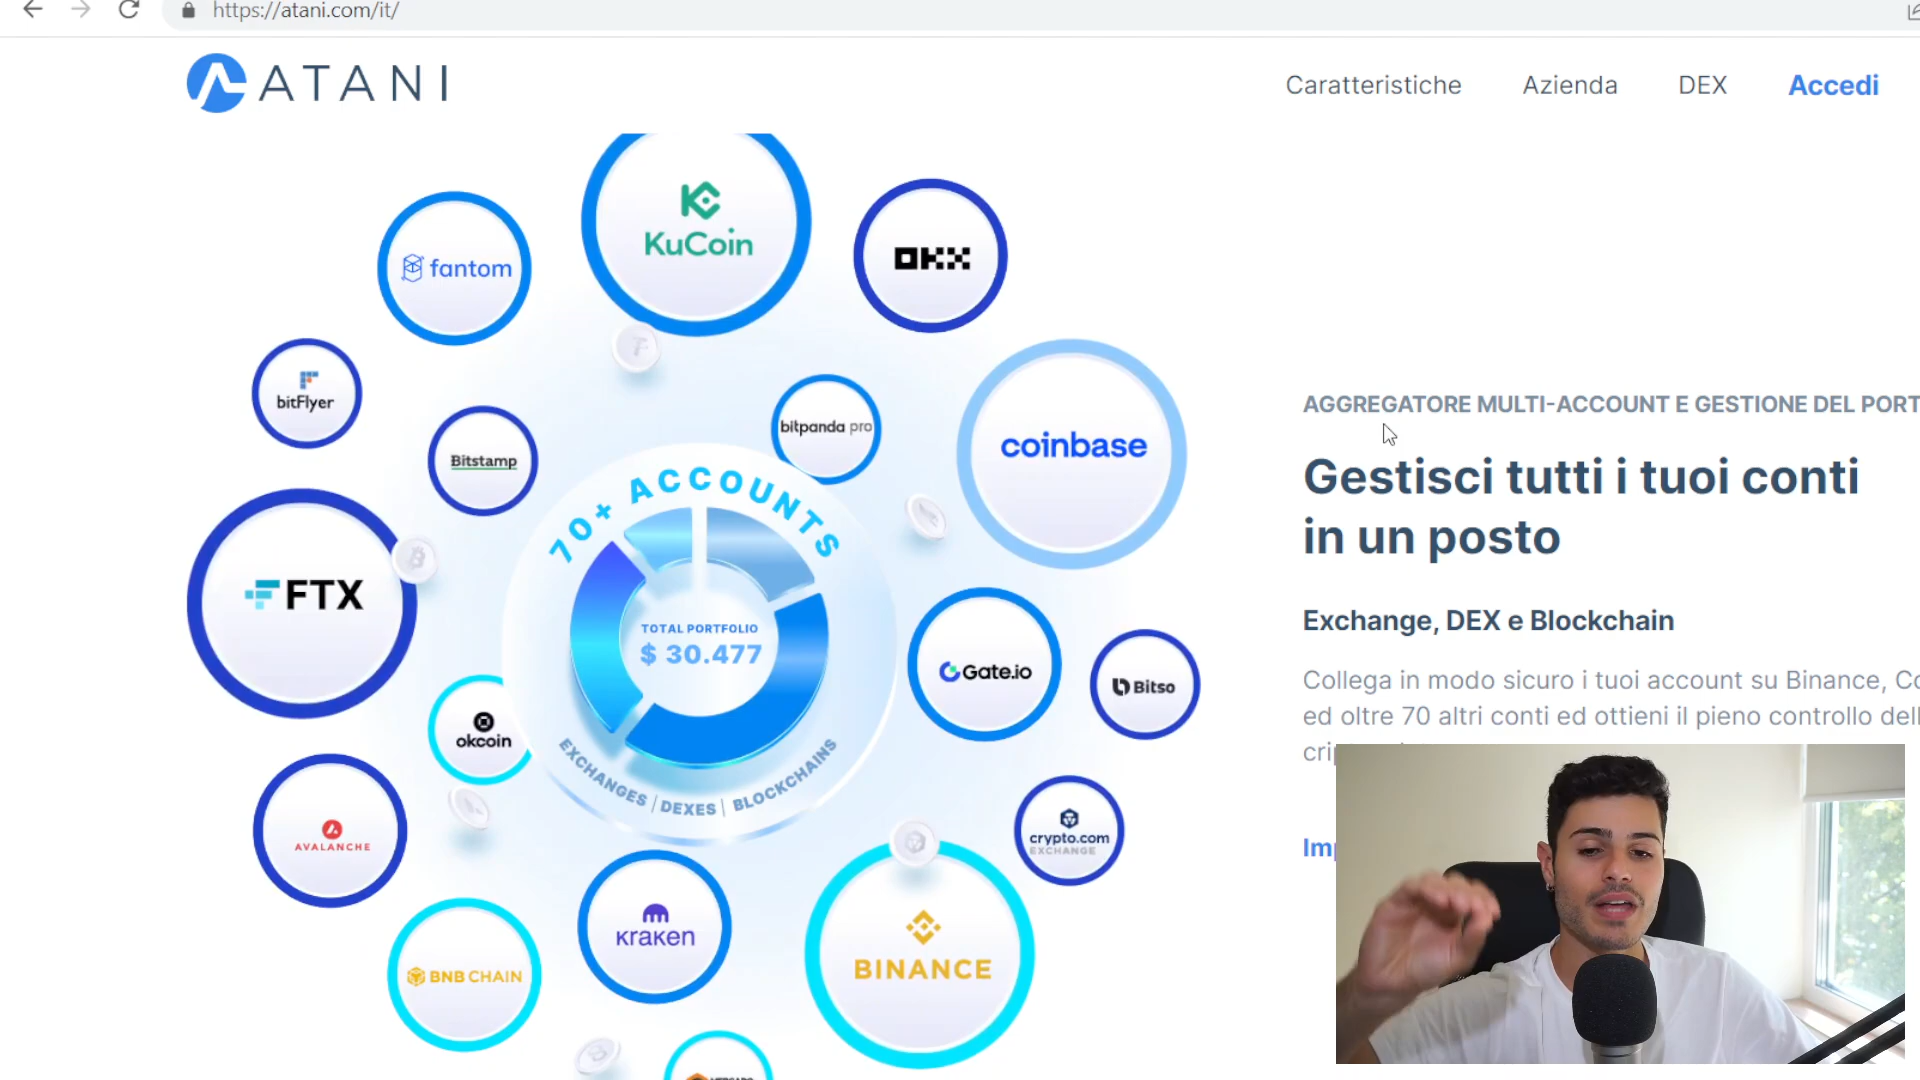 https://atani.com/it/
ATANI
Caratteristiche
Azienda
DEX
Accedi
KuCoin
fantom
OKX
bitFlyer
Bitstamp
bitpanda pro
coinbase
70+ ACCOUNTS
FTX
TOTAL PORTFOLIO
$ 30.477
Gate.io
Bitso
okcoin
EXCHANGES | DEXES | BLOCKCHAINS
AVALANCHE
crypto.com
EXCHANGE
kraken
BNB CHAIN
BINANCE
AGGREGATORE MULTI-ACCOUNT E GESTIONE DEL PORT
Gestisci tutti i tuoi conti
in un posto
Exchange, DEX e Blockchain
Collega in modo sicuro i tuoi account su Binance, Co
ed oltre 70 altri conti ed ottieni il pieno controllo dell